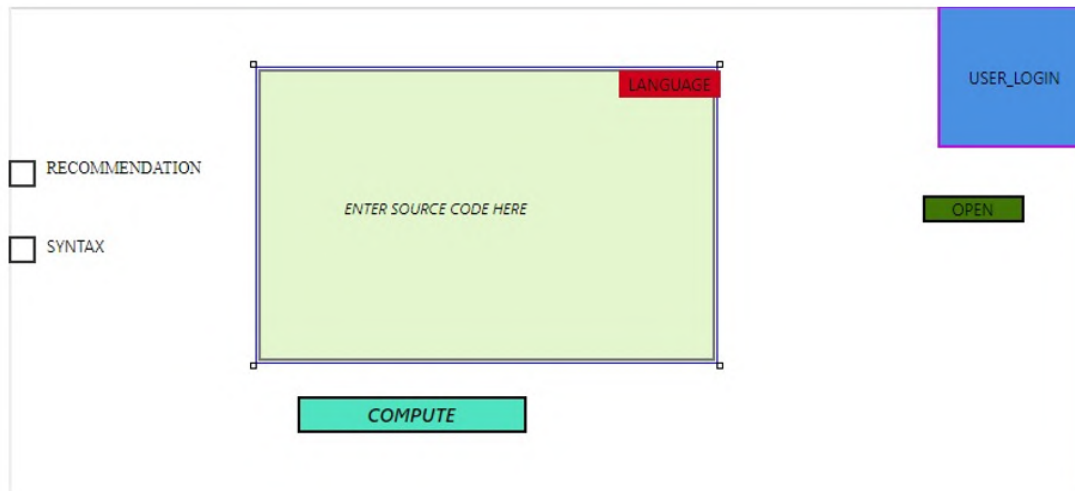 USER_LOGIN
LANGUAGE
RECOMMENDATION
ENTER SOURCE CODE HERE
OPEN
SYNTAX
COMPUTE